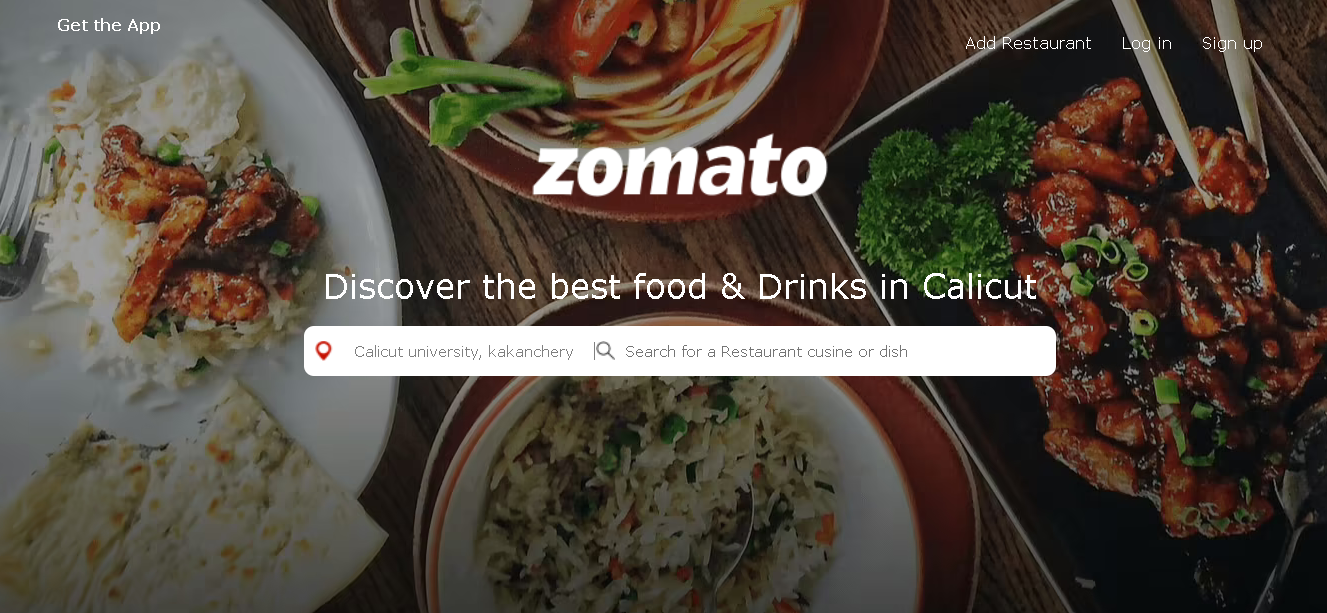 Get the App
Add Restaurant Log in Sign up
zomato
Discover the best food & Drinks in Calicut
Calicut university, kakanchery Search for a Restaurant cusine or dish